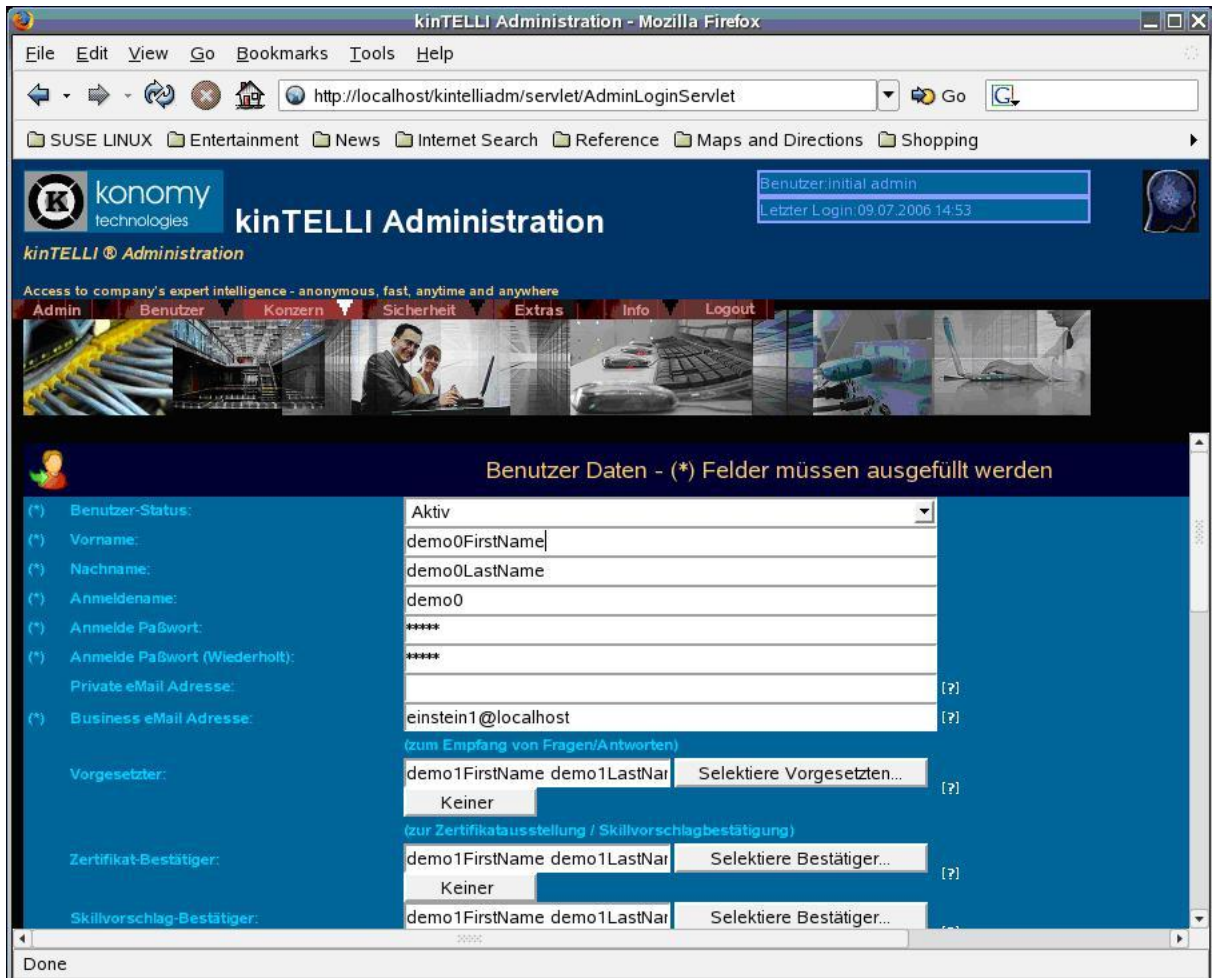 kinTELLI Administration - Mozilla Firefox
File Edit View Go Bookmarks Tools Help
http://localhost/kintelliadm/servlet/AdminLoginServlet Go G
SUSE LINUX Entertainment News Internet Search Reference Maps and Directions Shopping
K konomy technologies
kinTELLI Administration
Benutzer:initial admin
Letzter Login:09.07.2006 14:53
kinTELLI ® Administration
Access to company's expert intelligence - anonymous, fast, anytime and anywhere
Admin Benutzer Konzern Sicherheit Extras Info Logout
Benutzer Daten - (*) Felder müssen ausgefüllt werden
(*) Benutzer-Status: Aktiv
(*) Vorname: demo0FirstName
(*) Nachname: demo0LastName
(*) Anmeldename: demo0
(*) Anmelde Paßwort: *****
(*) Anmelde Paßwort (Wiederholt): *****
Private eMail Adresse: [?]
(*) Business eMail Adresse: einstein1@localhost [?]
(zum Empfang von Fragen/Antworten)
Vorgesetzter: demo1FirstName demo1LastNar Selektiere Vorgesetzten... [?]
Keiner
(zur Zertifikatausstellung / Skillvorschlagbestätigung)
Zertifikat-Bestätiger: demo1FirstName demo1LastNar Selektiere Bestätiger... [?]
Keiner
Skillvorschlag-Bestätiger: demo1FirstName demo1LastNar Selektiere Bestätiger... [?]
Done